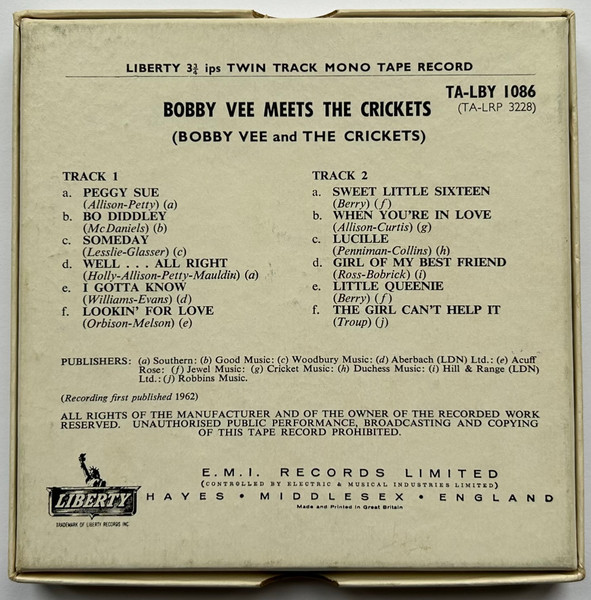 LIBERTY 3¾ ips TWIN TRACK MONO TAPE RECORD
TA-LBY 1086
(TA-LRP 3228)
BOBBY VEE MEETS THE CRICKETS
(BOBBY VEE and THE CRICKETS)
TRACK 1
a. PEGGY SUE
(Allison-Petty) (a)
b. BO DIDDLEY
(McDaniels) (b)
c. SOMEDAY
(Lesslie-Glasser) (c)
d. WELL . . . ALL RIGHT
(Holly-Allison-Petty-Mauldin) (a)
e. I GOTTA KNOW
(Williams-Evans) (d)
f. LOOKIN' FOR LOVE
(Orbison-Melson) (e)
TRACK 2
a. SWEET LITTLE SIXTEEN
(Berry) (f)
b. WHEN YOU'RE IN LOVE
(Allison-Curtis) (g)
c. LUCILLE
(Penniman-Collins) (h)
d. GIRL OF MY BEST FRIEND
(Ross-Bobrick) (i)
e. LITTLE QUEENIE
(Berry) (f)
f. THE GIRL CAN'T HELP IT
(Troup) (j)
PUBLISHERS: (a) Southern: (b) Good Music: (c) Woodbury Music: (d) Aberbach (LDN) Ltd.: (e) Acuff
Rose: (f) Jewel Music: (g) Cricket Music: (h) Duchess Music: (i) Hill & Range (LDN)
Ltd.: (j) Robbins Music.
(Recording first published 1962)
ALL RIGHTS OF THE MANUFACTURER AND OF THE OWNER OF THE RECORDED WORK
RESERVED. UNAUTHORISED PUBLIC PERFORMANCE, BROADCASTING AND COPYING
OF THIS TAPE RECORD PROHIBITED.
E.M.I. RECORDS LIMITED
(CONTROLLED BY ELECTRIC & MUSICAL INDUSTRIES LIMITED)
HAYES • MIDDLESEX • ENGLAND
Made and Printed in Great Britain
LIBERTY
TRADEMARK OF LIBERTY RECORDS INC.